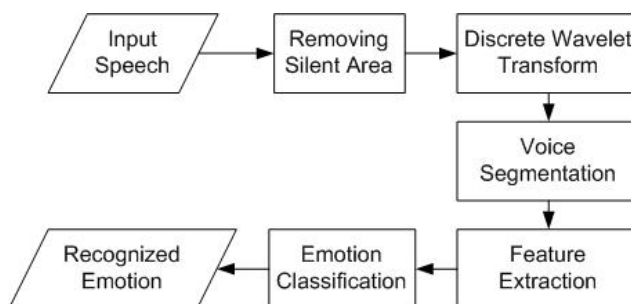 Input
Speech
Removing
Silent Area
Discrete Wavelet
Transform
Voice
Segmentation
Feature
Extraction
Emotion
Classification
Recognized
Emotion